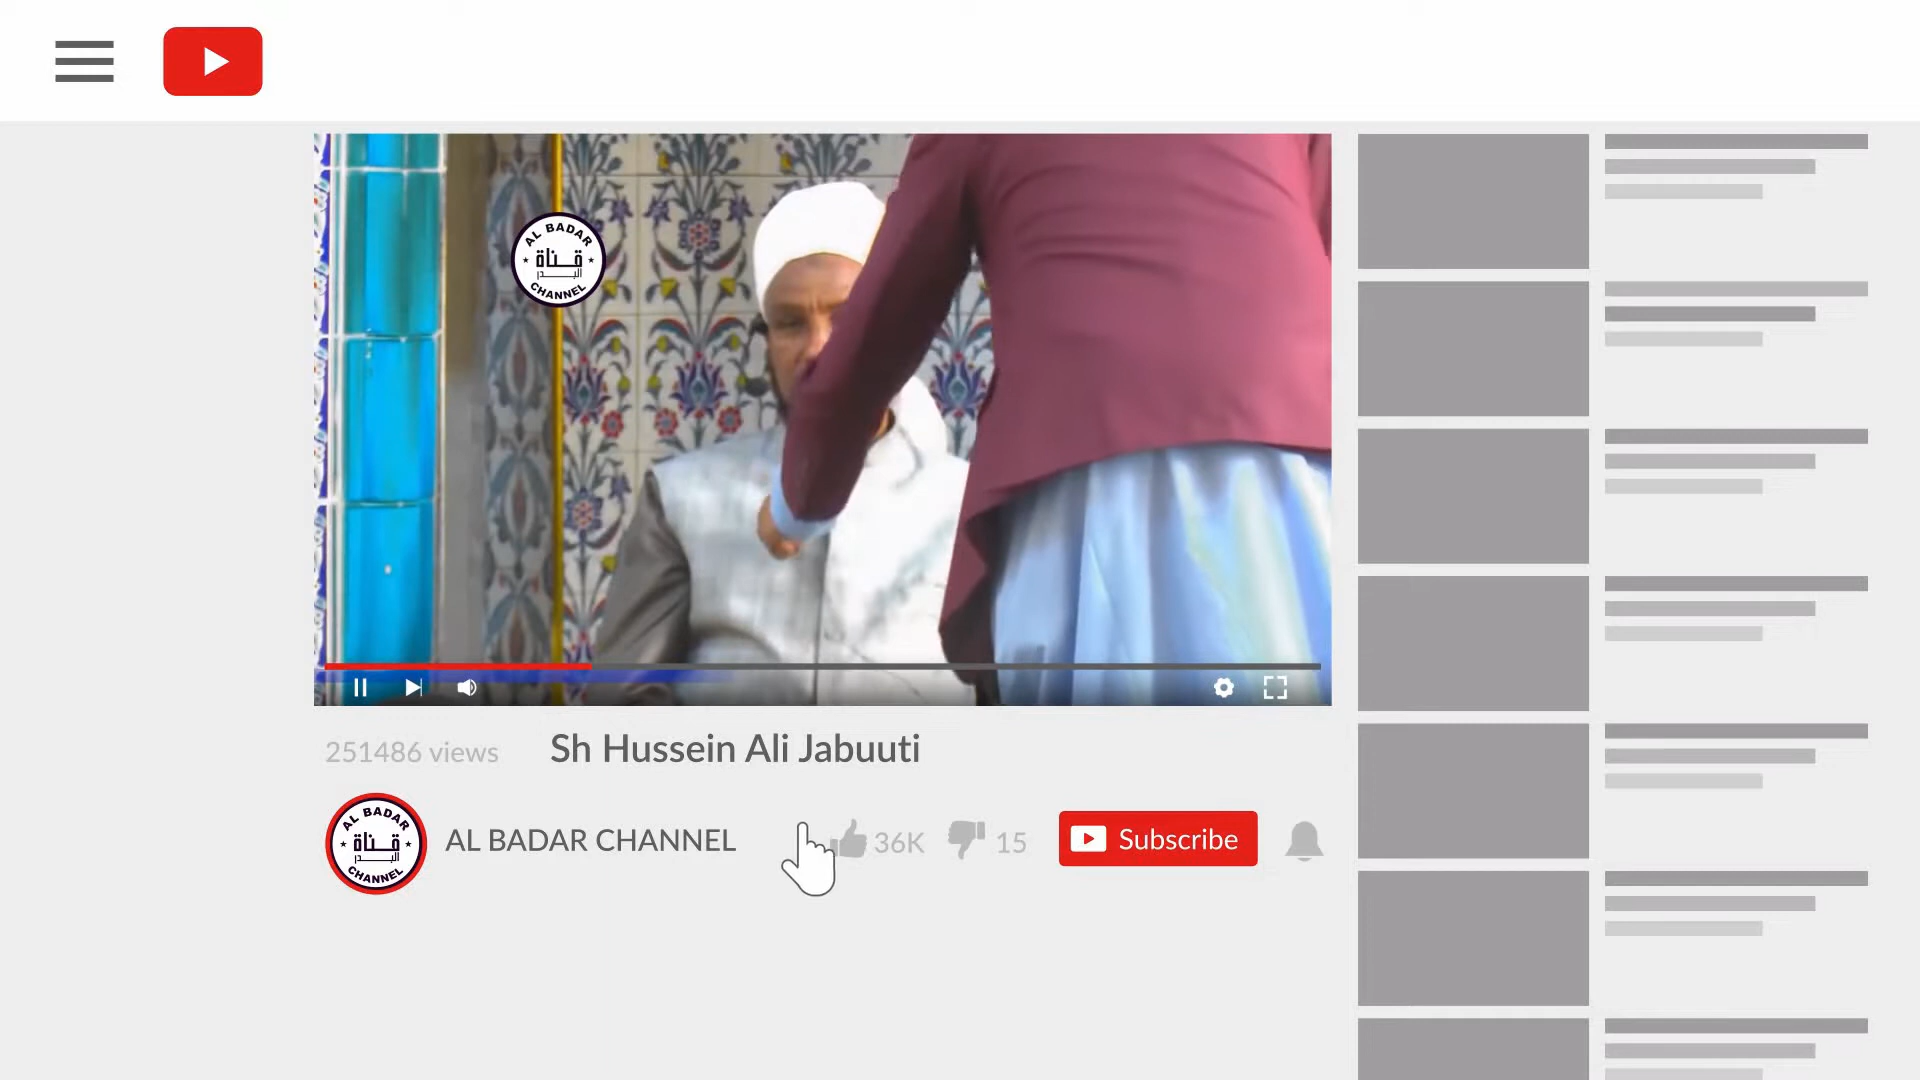 AL BADAR
قناة
البدر
CHANNEL
251486 views
Sh Hussein Ali Jabuuti
AL BADAR
قناة
البدر
CHANNEL
AL BADAR CHANNEL
36K
15
Subscribe